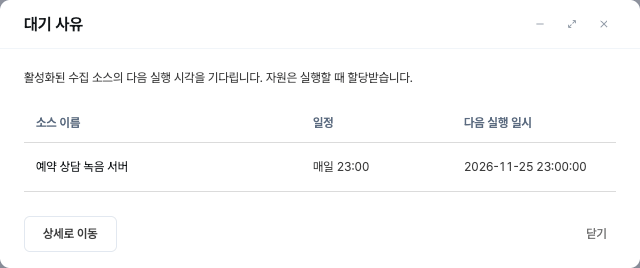 대기 사유
활성화된 수집 소스의 다음 실행 시각을 기다립니다. 자원은 실행할 때 할당받습니다.
소스 이름 일정 다음 실행 일시
예약 상담 녹음 서버 매일 23:00 2026-11-25 23:00:00
상세로 이동 닫기